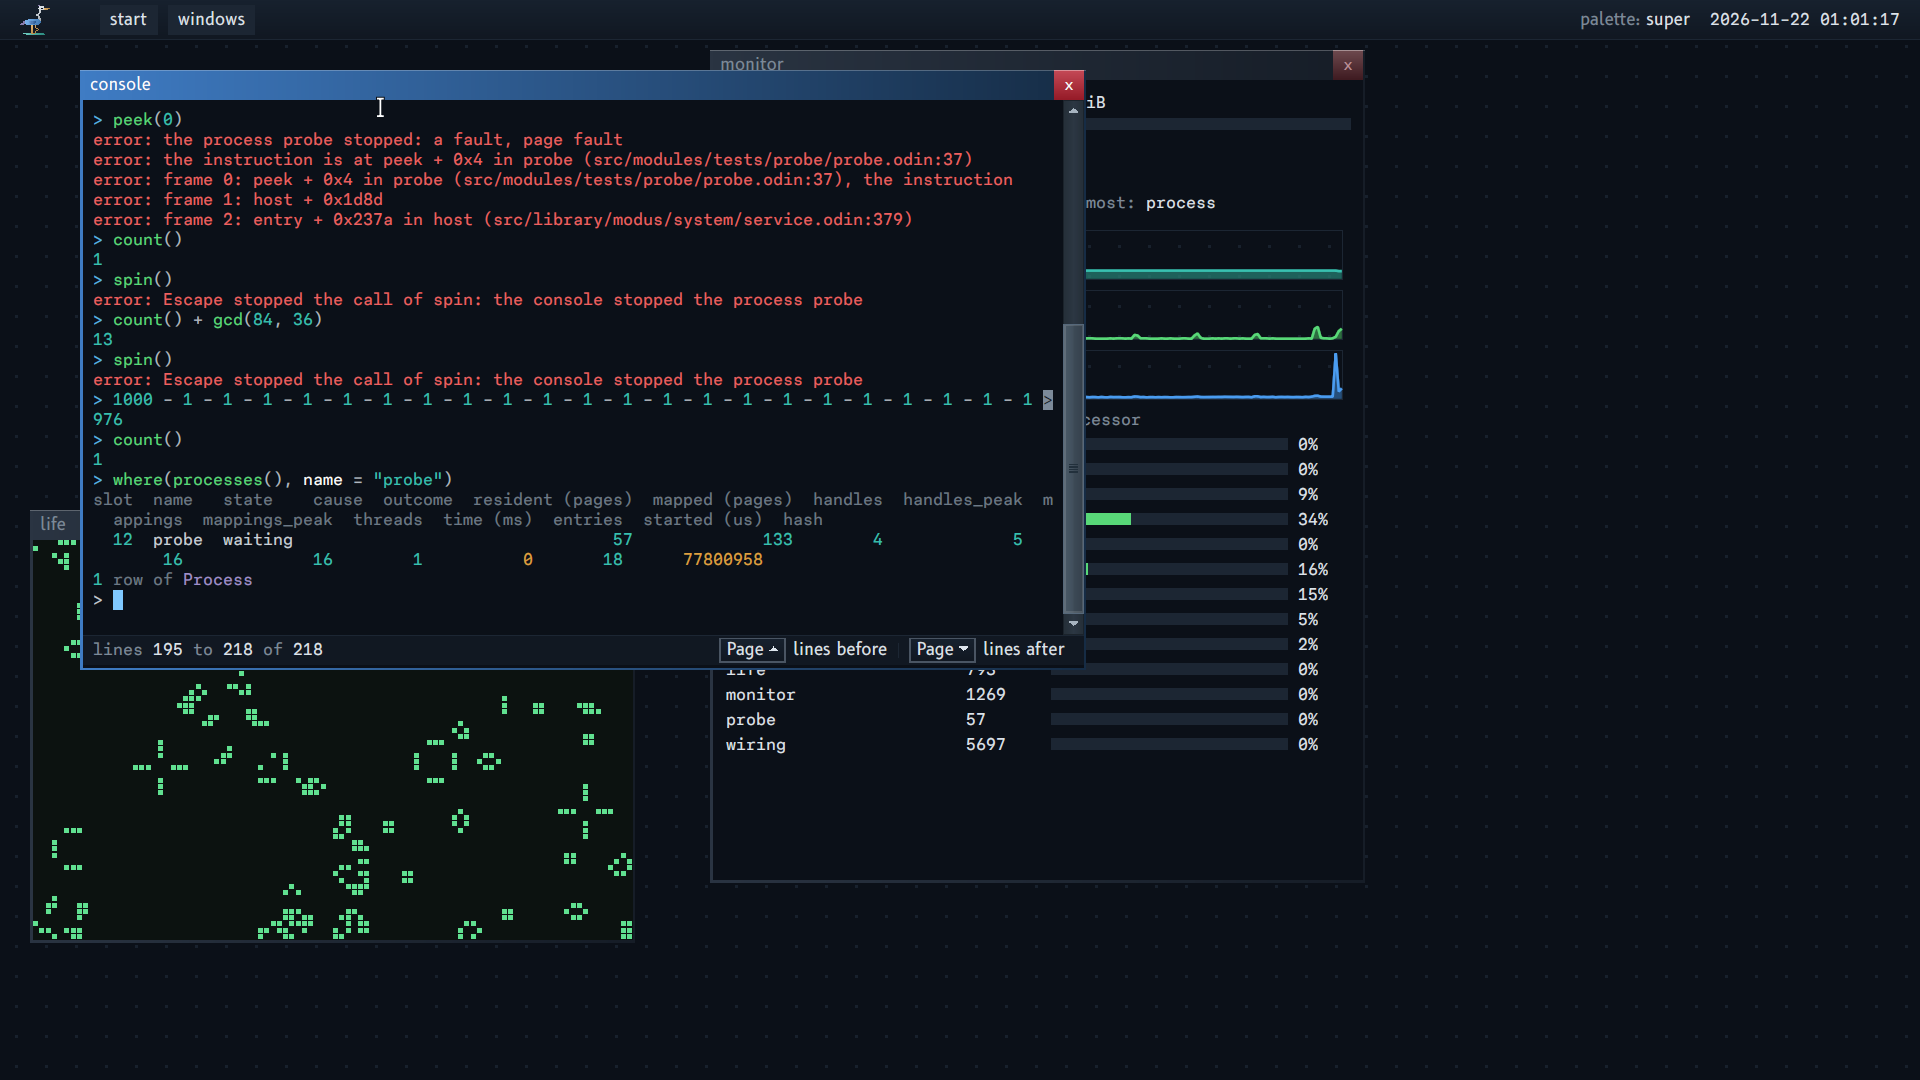 start windows palette: super 2026-11-22 01:01:17
monitor x
console x
iB
> peek(0)
error: the process probe stopped: a fault, page fault
error: the instruction is at peek + 0x4 in probe (src/modules/tests/probe/probe.odin:37)
error: frame 0: peek + 0x4 in probe (src/modules/tests/probe/probe.odin:37), the instruction
error: frame 1: host + 0x1d8d
error: frame 2: entry + 0x237a in host (src/library/modus/system/service.odin:379)
> count()
1
> spin()
error: Escape stopped the call of spin: the console stopped the process probe
> count() + gcd(84, 36)
13
> spin()
error: Escape stopped the call of spin: the console stopped the process probe
> 1000 - 1 - 1 - 1 - 1 - 1 - 1 - 1 - 1 - 1 - 1 - 1 - 1 - 1 - 1 - 1 - 1 - 1 - 1 - 1 - 1 - 1 - 1 >
976
> count()
1
> where(processes(), name = "probe")
slot name state cause outcome resident (pages) mapped (pages) handles handles_peak m
appings mappings_peak threads time (ms) entries started (us) hash
12 probe waiting 57 133 4 5
16 16 1 0 18 77800958
1 row of Process
>
lines 195 to 218 of 218 Page lines before Page lines after
most: process
cessor
0%
0%
9%
34%
0%
16%
15%
5%
2%
life 793 0%
monitor 1269 0%
probe 57 0%
wiring 5697 0%
life